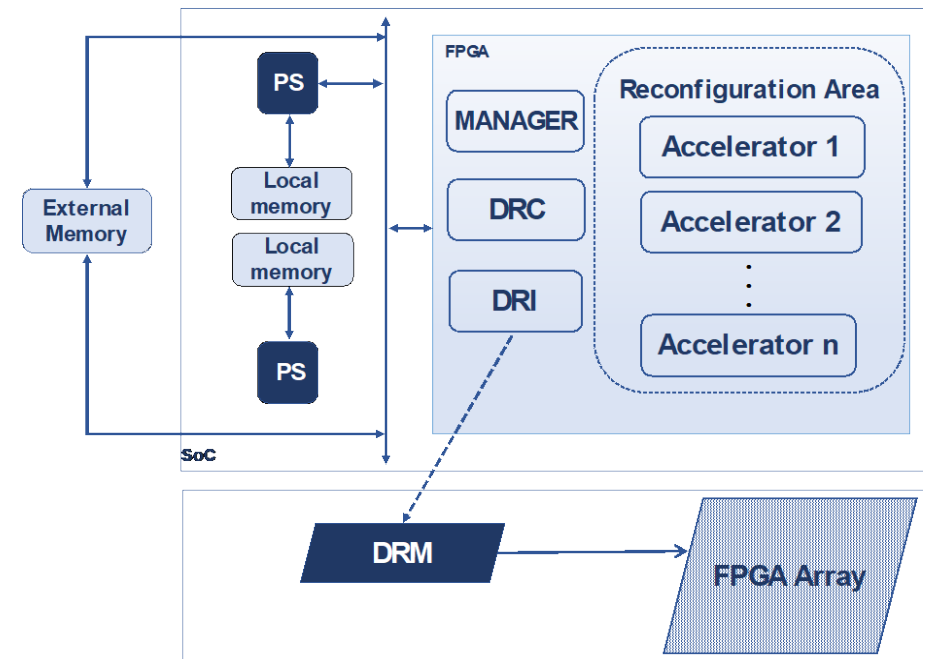 FPGA
PS
MANAGER
Reconfiguration Area
Accelerator 1
Local
memory
External
Memory
DRC
Accelerator 2
Local
memory
DRI
PS
Accelerator n
SoC
DRM
FPGA Array